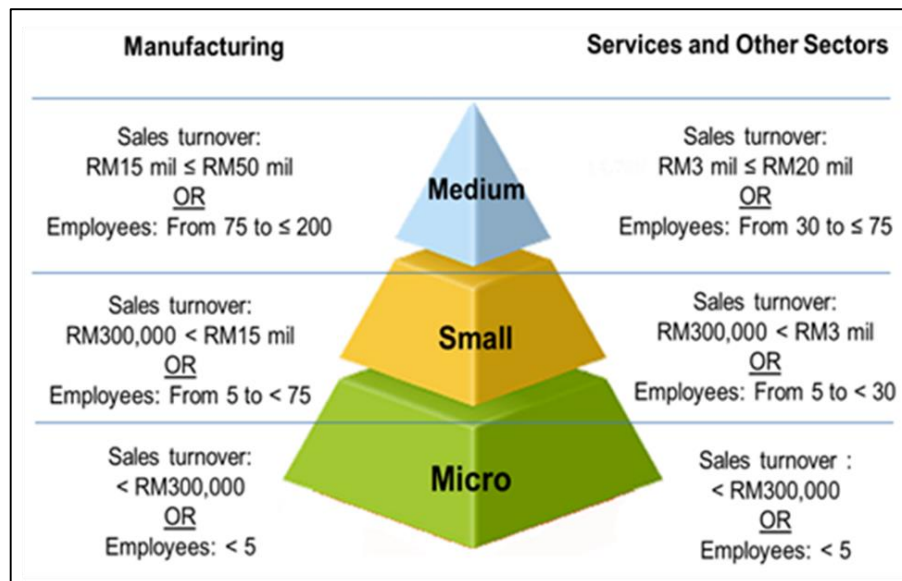 Manufacturing
Services and Other Sectors
Sales turnover:
RM15 mil ≤ RM50 mil
OR
Employees: From 75 to ≤ 200
Medium
Sales turnover:
RM3 mil ≤ RM20 mil
OR
Employees: From 30 to ≤ 75
Sales turnover:
RM300,000 < RM15 mil
OR
Employees: From 5 to < 75
Small
Sales turnover:
RM300,000 < RM3 mil
OR
Employees: From 5 to < 30
Sales turnover:
< RM300,000
OR
Employees: < 5
Micro
Sales turnover :
< RM300,000
OR
Employees: < 5